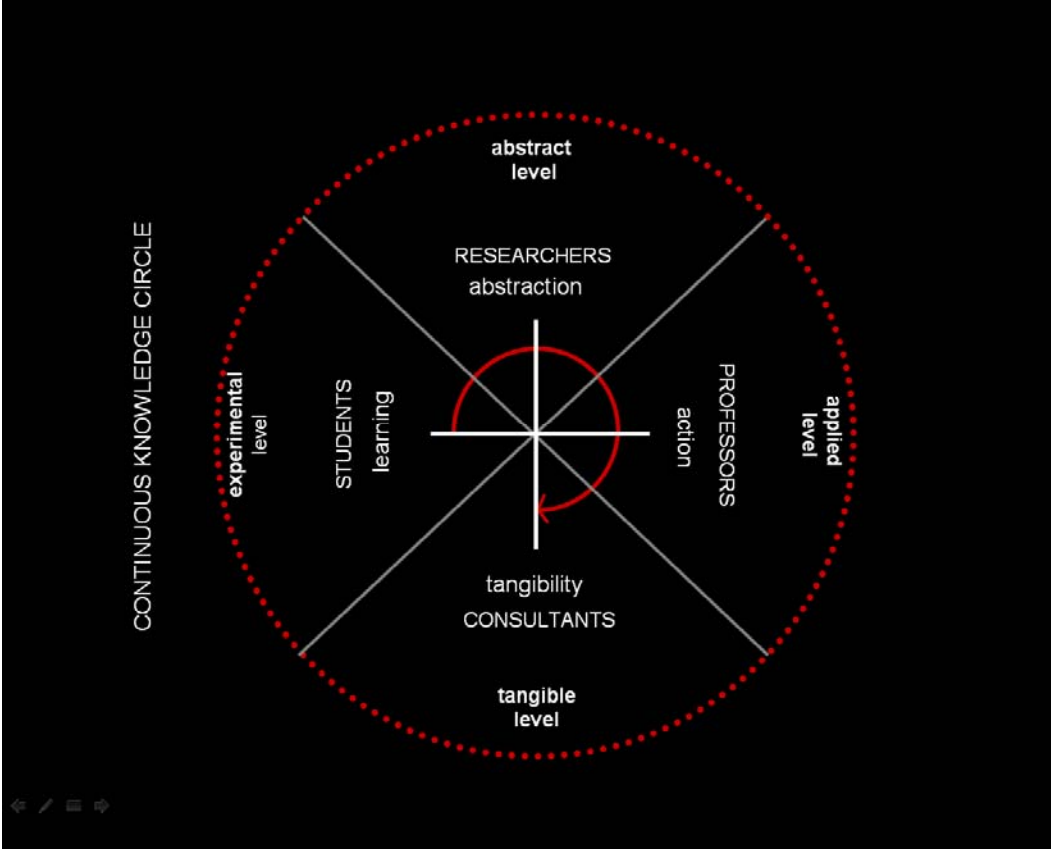 CONTINUOUS KNOWLEDGE CIRCLE
abstract
level
RESEARCHERS
abstraction
experimental
level
STUDENTS
learning
action
PROFESSORS
applied
level
tangibility
CONSULTANTS
tangible
level